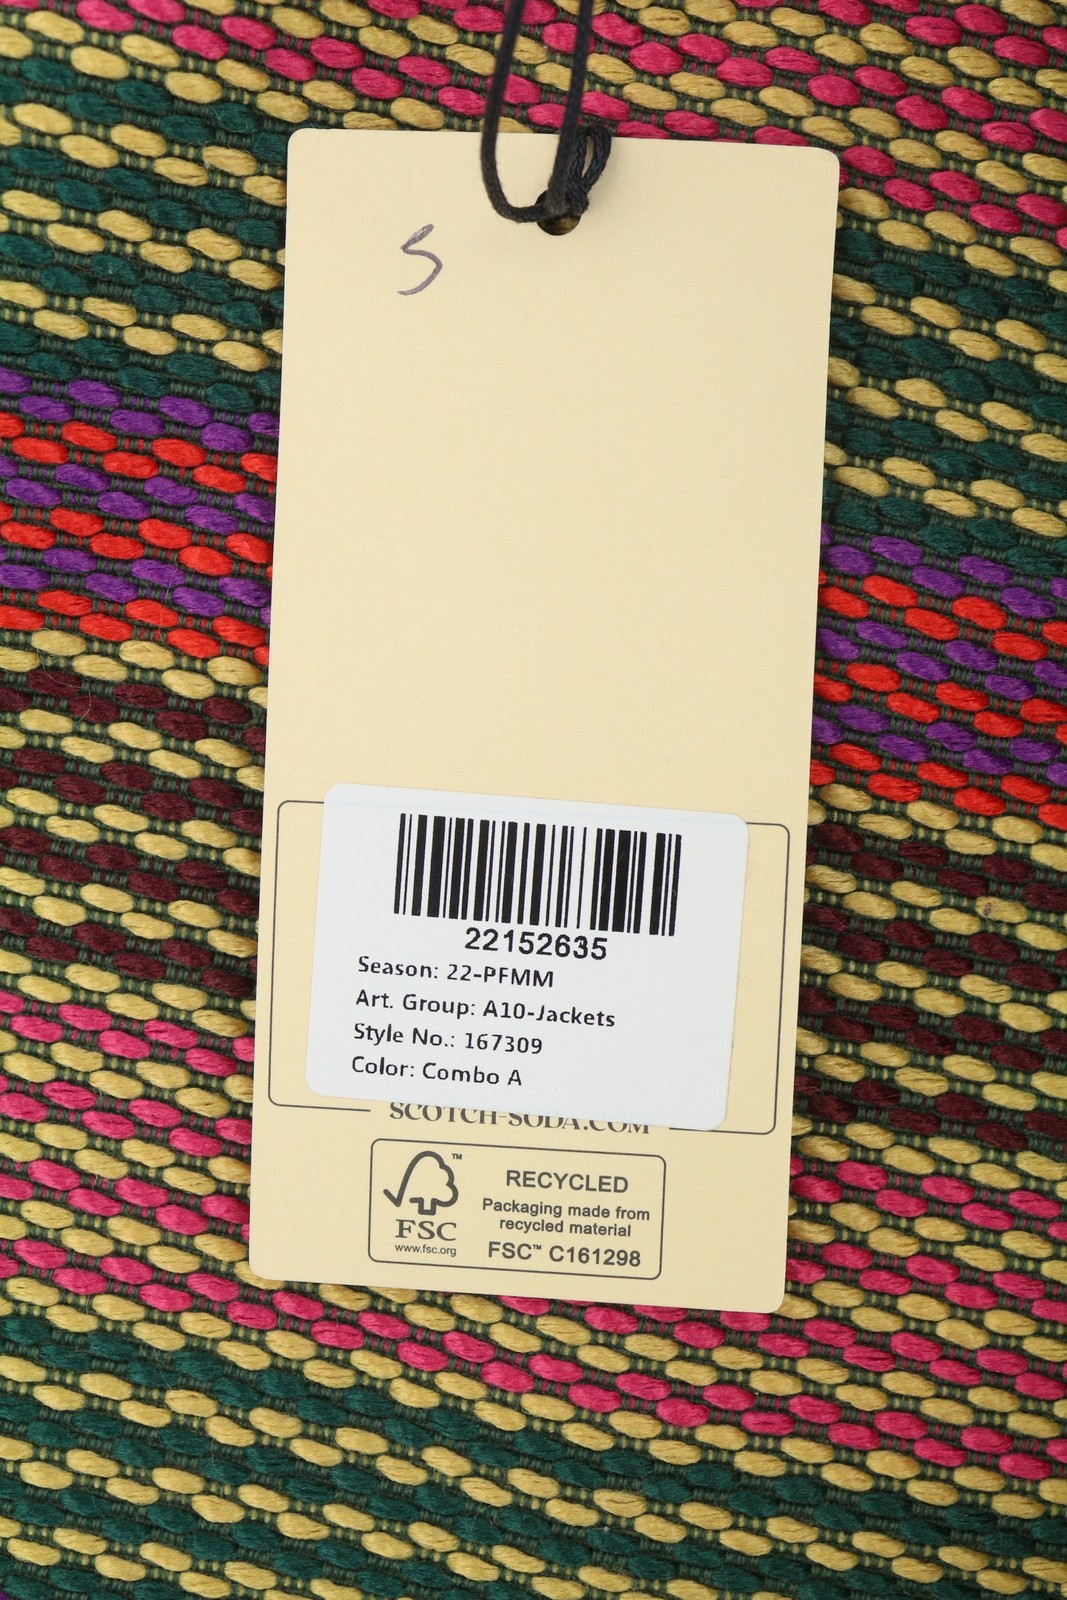 S
22152635
Season: 22-PFMM
Art. Group: A10-Jackets
Style No.: 167309
Color: Combo A
SCOTCH-SODA.COM
FSC
www.fsc.org
™
RECYCLED
Packaging made from
recycled material
FSC™ C161298